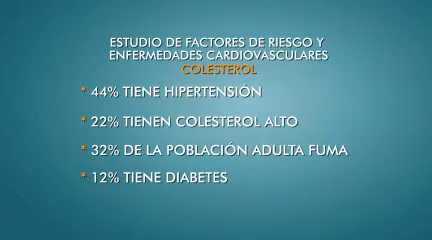 ESTUDIO DE FACTORES DE RIESGO Y
ENFERMEDADES CARDIOVASCULARES
COLESTEROL
* 44% TIENE HIPERTENSIÓN
* 22% TIENEN COLESTEROL ALTO
* 32% DE LA POBLACIÓN ADULTA FUMA
* 12% TIENE DIABETES